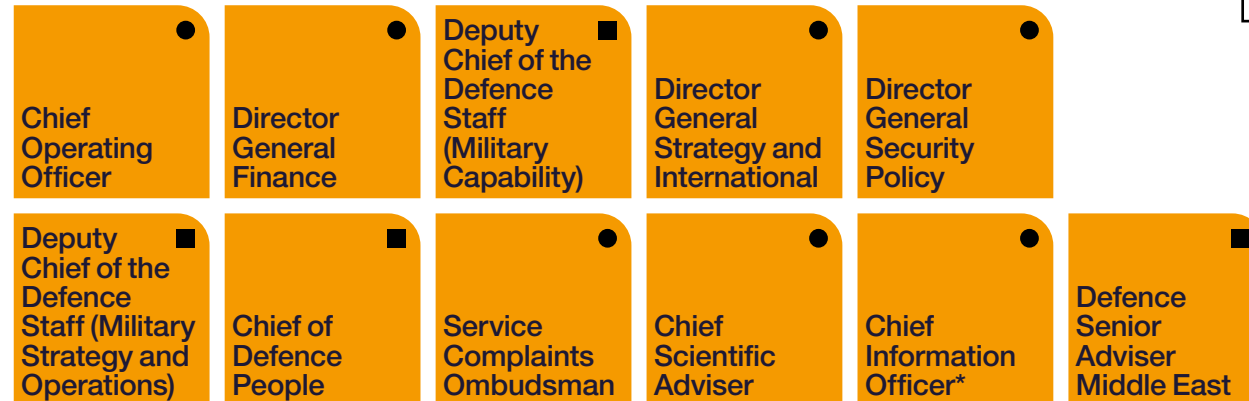 Chief
Operating
Officer
Director
General
Finance
Deputy
Chief of the
Defence
Staff
(Military
Capability)
Director
General
Strategy and
International
Director
General
Security
Policy
Deputy
Chief of the
Defence
Staff (Military
Strategy and
Operations)
Chief of
Defence
People
Service
Complaints
Ombudsman
Chief
Scientific
Adviser
Chief
Information
Officer*
Defence
Senior
Adviser
Middle East